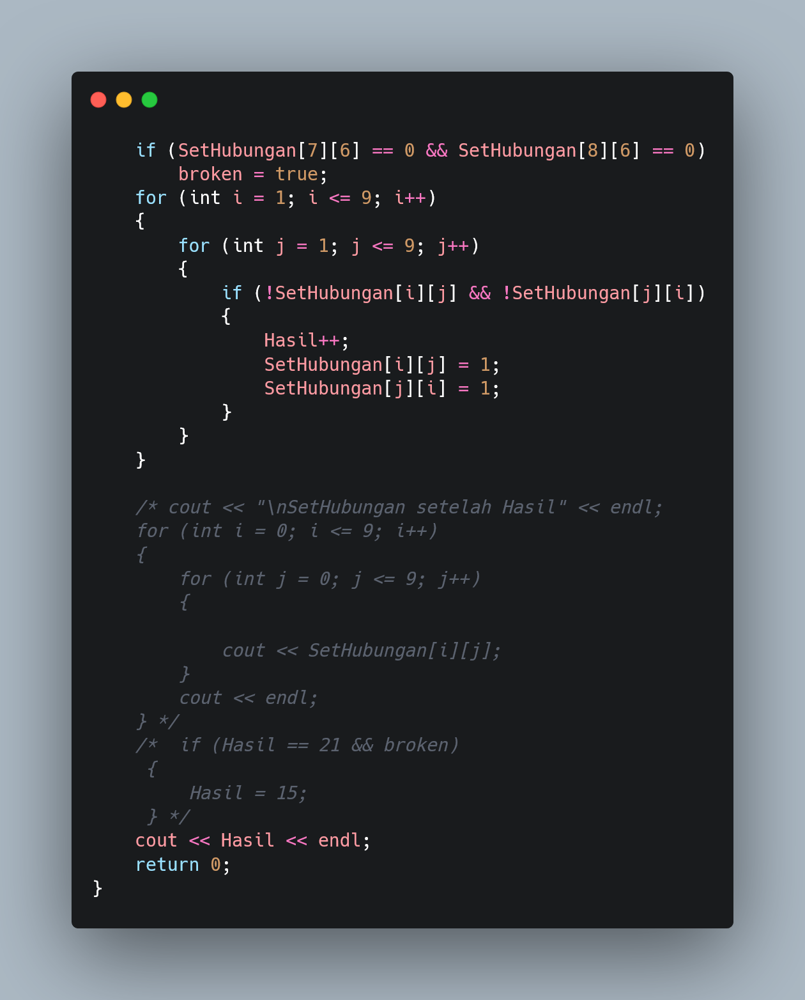 if (SetHubungan[7][6] == 0 && SetHubungan[8][6] == 0)
        broken = true;
    for (int i = 1; i <= 9; i++)
    {
        for (int j = 1; j <= 9; j++)
        {
            if (!SetHubungan[i][j] && !SetHubungan[j][i])
            {
                Hasil++;
                SetHubungan[i][j] = 1;
                SetHubungan[j][i] = 1;
            }
        }
    }

    /* cout << "\nSetHubungan setelah Hasil" << endl;
    for (int i = 0; i <= 9; i++)
    {
        for (int j = 0; j <= 9; j++)
        {

            cout << SetHubungan[i][j];
        }
        cout << endl;
    } */
    /*  if (Hasil == 21 && broken)
     {
         Hasil = 15;
     } */
    cout << Hasil << endl;
    return 0;
}